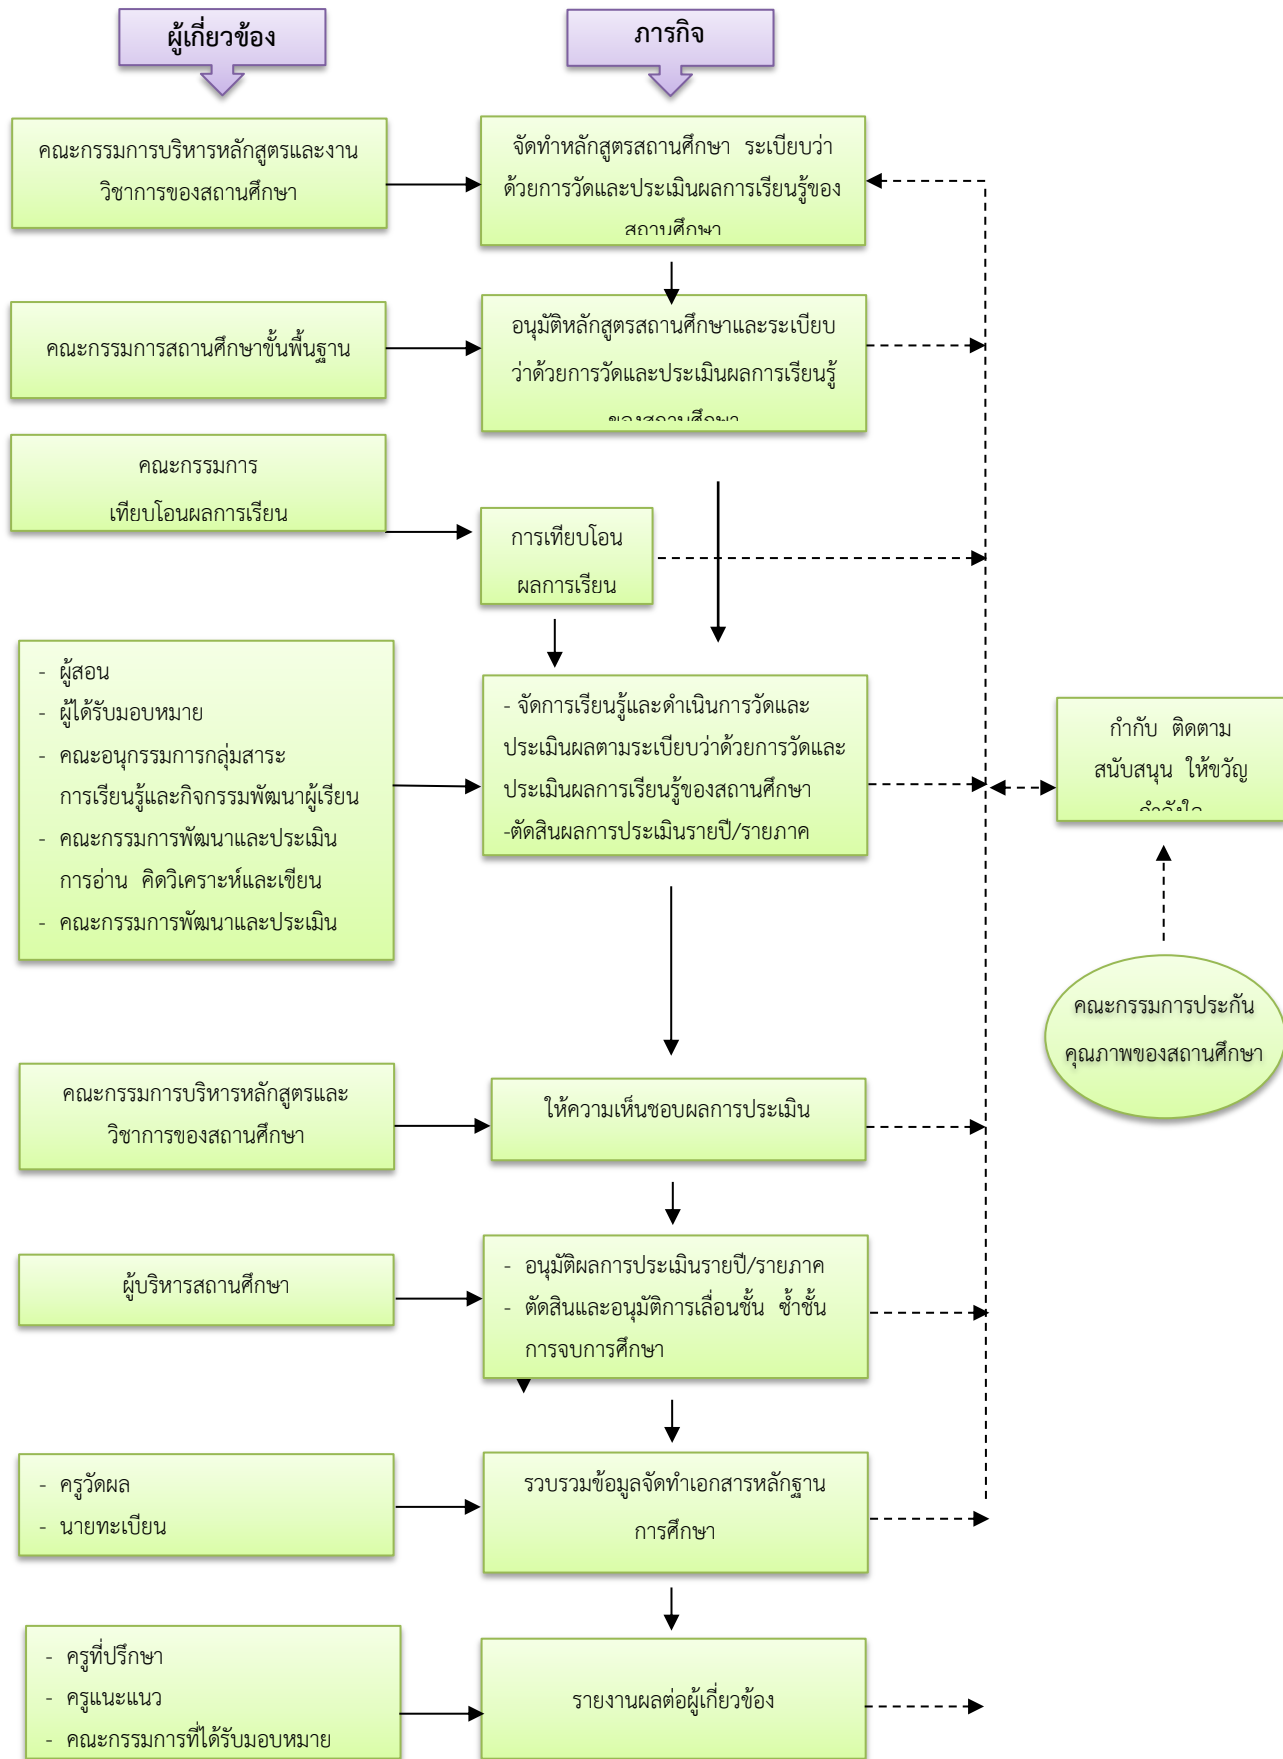 ผู้เกี่ยวข้อง
ภารกิจ
คณะกรรมการบริหารหลักสูตรและงาน
วิชาการของสถานศึกษา
จัดทำหลักสูตรสถานศึกษา ระเบียบว่า
ด้วยการวัดและประเมินผลการเรียนรู้ของ
สถานศึกษา
คณะกรรมการสถานศึกษาขั้นพื้นฐาน
อนุมัติหลักสูตรสถานศึกษาและระเบียบ
ว่าด้วยการวัดและประเมินผลการเรียนรู้
ของสถานศึกษา
คณะกรรมการ
เทียบโอนผลการเรียน
การเทียบโอน
ผลการเรียน
- ผู้สอน
- ผู้ได้รับมอบหมาย
- คณะอนุกรรมการกลุ่มสาระ
การเรียนรู้และกิจกรรมพัฒนาผู้เรียน
- คณะกรรมการพัฒนาและประเมิน
การอ่าน คิดวิเคราะห์และเขียน
- คณะกรรมการพัฒนาและประเมิน
- จัดการเรียนรู้และดำเนินการวัดและ
ประเมินผลตามระเบียบว่าด้วยการวัดและ
ประเมินผลการเรียนรู้ของสถานศึกษา
-ตัดสินผลการประเมินรายปี/รายภาค
กำกับ ติดตาม
สนับสนุน ให้ขวัญ
กำลังใจ
คณะกรรมการประกัน
คุณภาพของสถานศึกษา
คณะกรรมการบริหารหลักสูตรและ
วิชาการของสถานศึกษา
ให้ความเห็นชอบผลการประเมิน
ผู้บริหารสถานศึกษา
- อนุมัติผลการประเมินรายปี/รายภาค
- ตัดสินและอนุมัติการเลื่อนชั้น ซ้ำชั้น
การจบการศึกษา
- ครูวัดผล
- นายทะเบียน
รวบรวมข้อมูลจัดทำเอกสารหลักฐาน
การศึกษา
- ครูที่ปรึกษา
- ครูแนะแนว
- คณะกรรมการที่ได้รับมอบหมาย
รายงานผลต่อผู้เกี่ยวข้อง